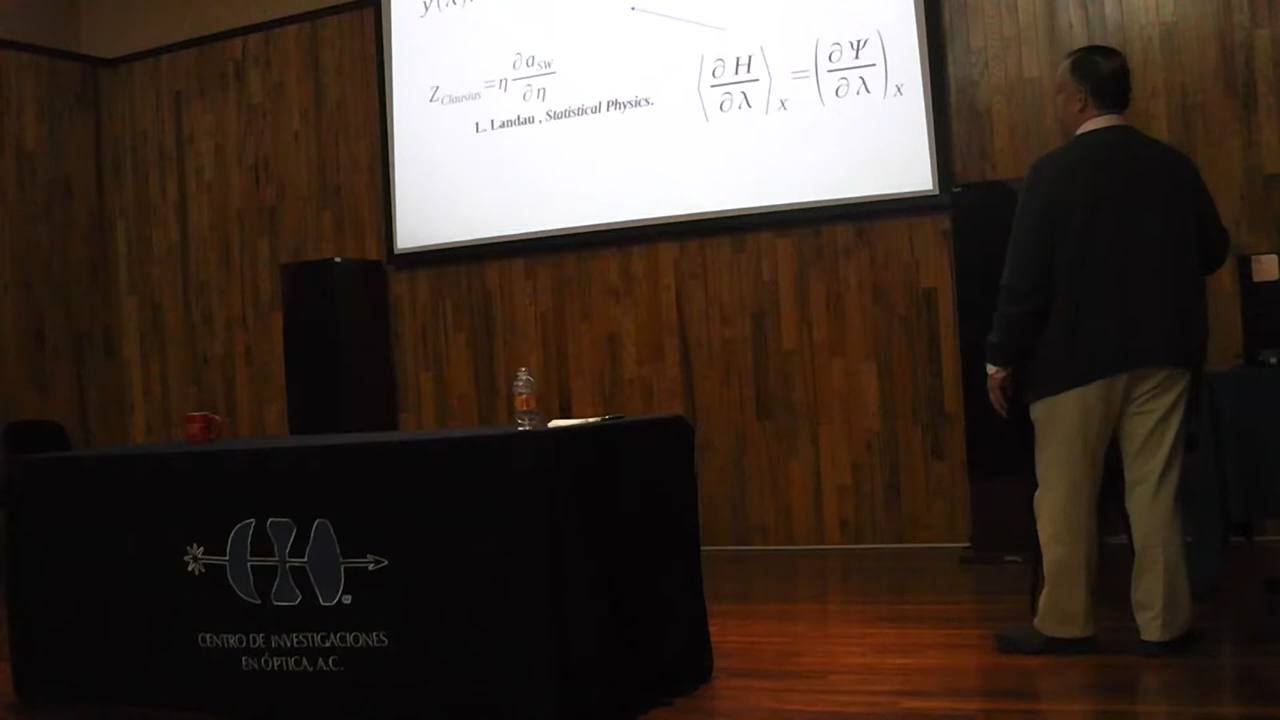 y(λ).
Z_Clausius = η ∂a_SW / ∂η
L. Landau , Statistical Physics.
⟨∂H / ∂λ⟩_x = (∂Ψ / ∂λ)_x
CENTRO DE INVESTIGACIONES
EN ÓPTICA, A.C.